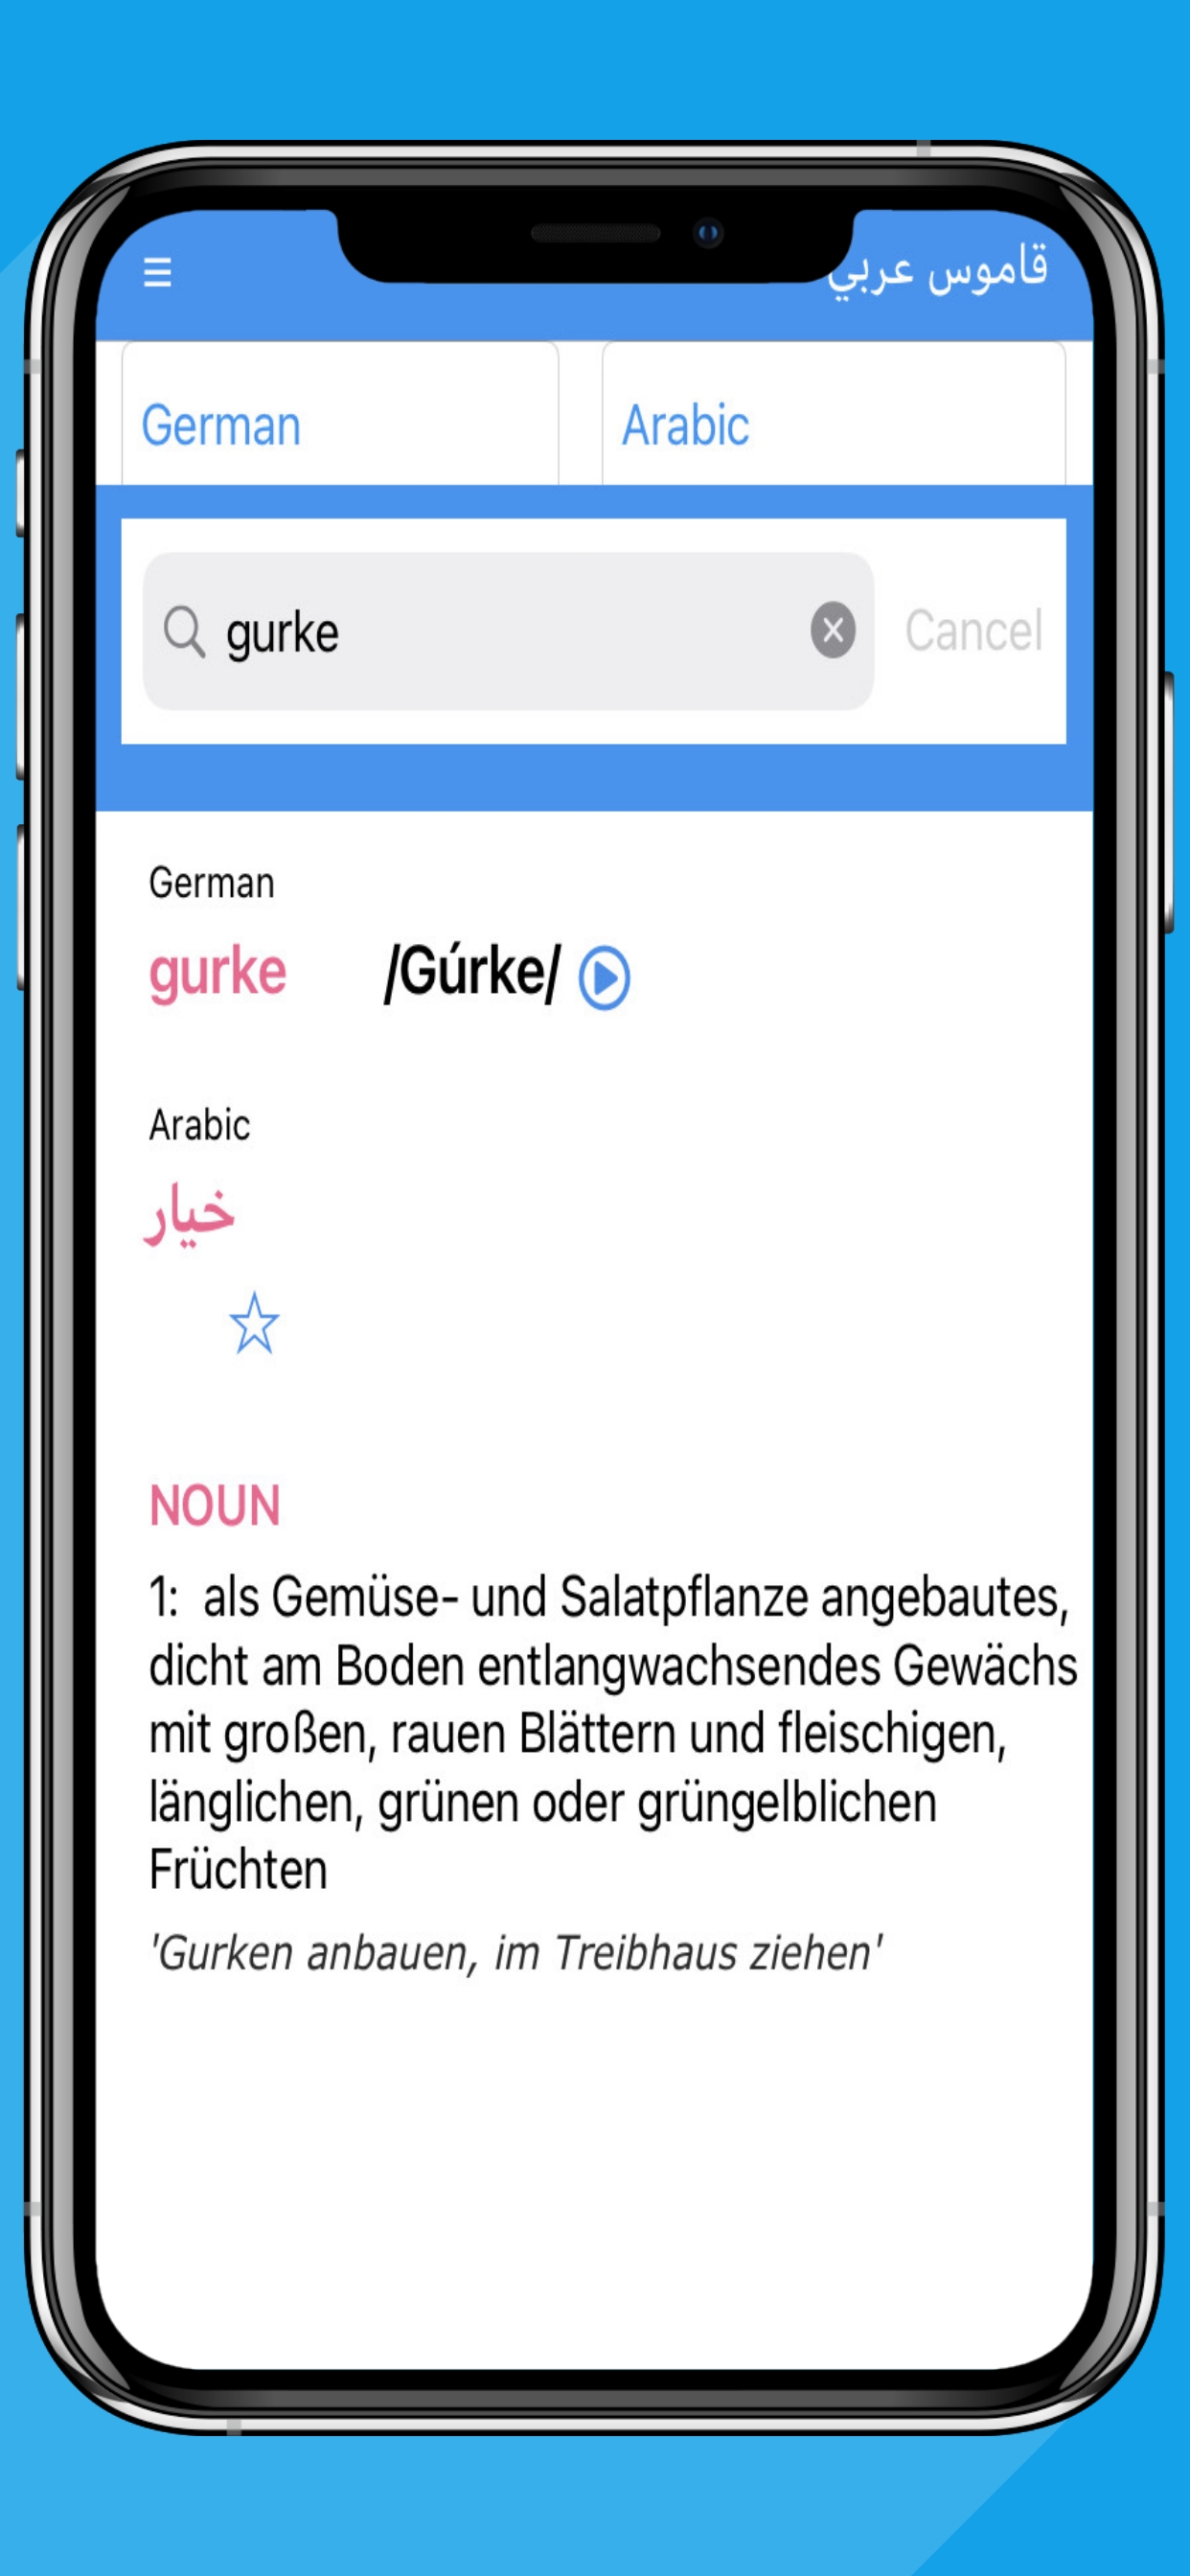 قاموس عربي
German
Arabic
gurke
Cancel
German
gurke /Gúrke/
Arabic
خيار
NOUN
1: als Gemüse- und Salatpflanze angebautes,
dicht am Boden entlangwachsendes Gewächs
mit großen, rauen Blättern und fleischigen,
länglichen, grünen oder grüngelblichen
Früchten
'Gurken anbauen, im Treibhaus ziehen'